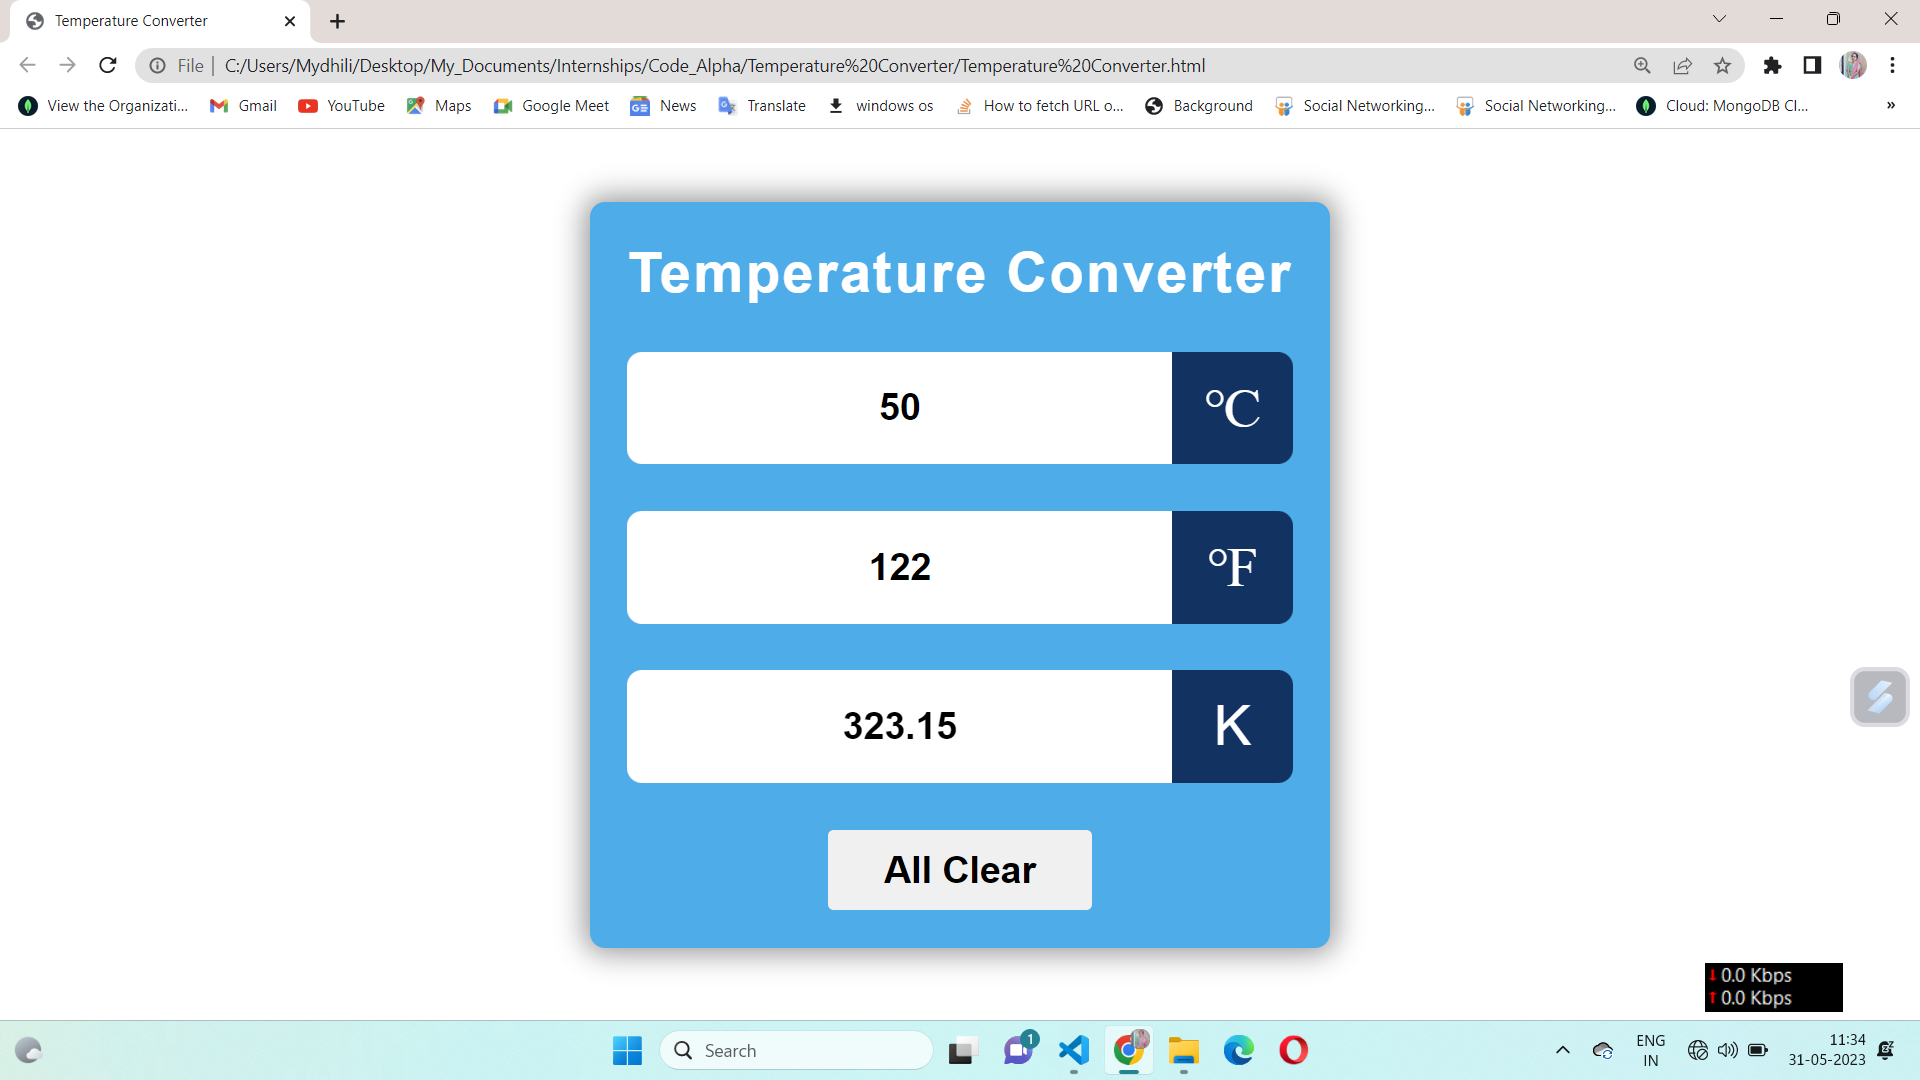 Temperature Converter
File | C:/Users/Mydhili/Desktop/My_Documents/Internships/Code_Alpha/Temperature%20Converter/Temperature%20Converter.html
View the Organizati... Gmail YouTube Maps Google Meet News Translate windows os How to fetch URL o... Background Social Networking... Social Networking... Cloud: MongoDB Cl... »
Temperature Converter
50 °C
122 °F
323.15 K
All Clear
0.0 Kbps
0.0 Kbps
Search
1
ENG
IN
11:34
31-05-2023